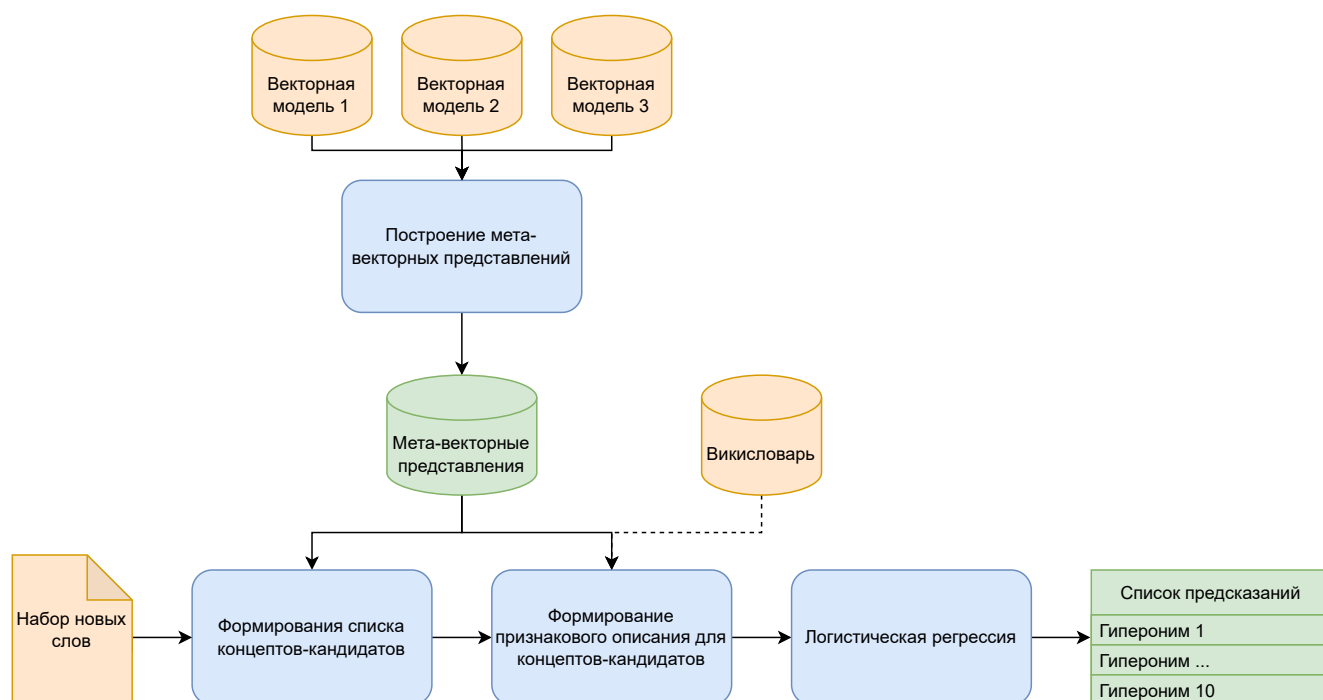 Векторная
модель 1
Векторная
модель 2
Векторная
модель 3
Построение мета-
векторных представлений
Мета-векторные
представления
Викисловарь
Набор новых
слов
Формирования списка
концептов-кандидатов
Формирование
признакового описания для
концептов-кандидатов
Логистическая регрессия
Список предсказаний
Гипероним 1
Гипероним ...
Гипероним 10